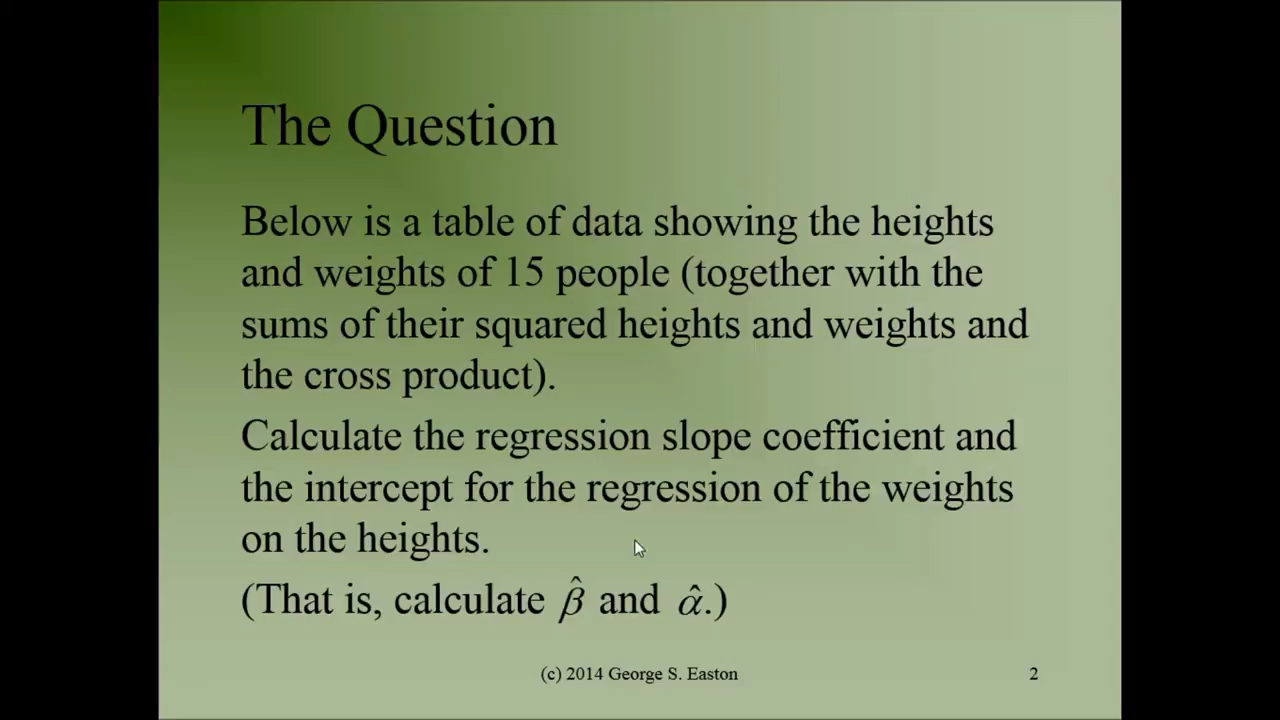 The Question
Below is a table of data showing the heights
and weights of 15 people (together with the
sums of their squared heights and weights and
the cross product).
Calculate the regression slope coefficient and
the intercept for the regression of the weights
on the heights.
(That is, calculate β̂ and α̂.)
(c) 2014 George S. Easton
2